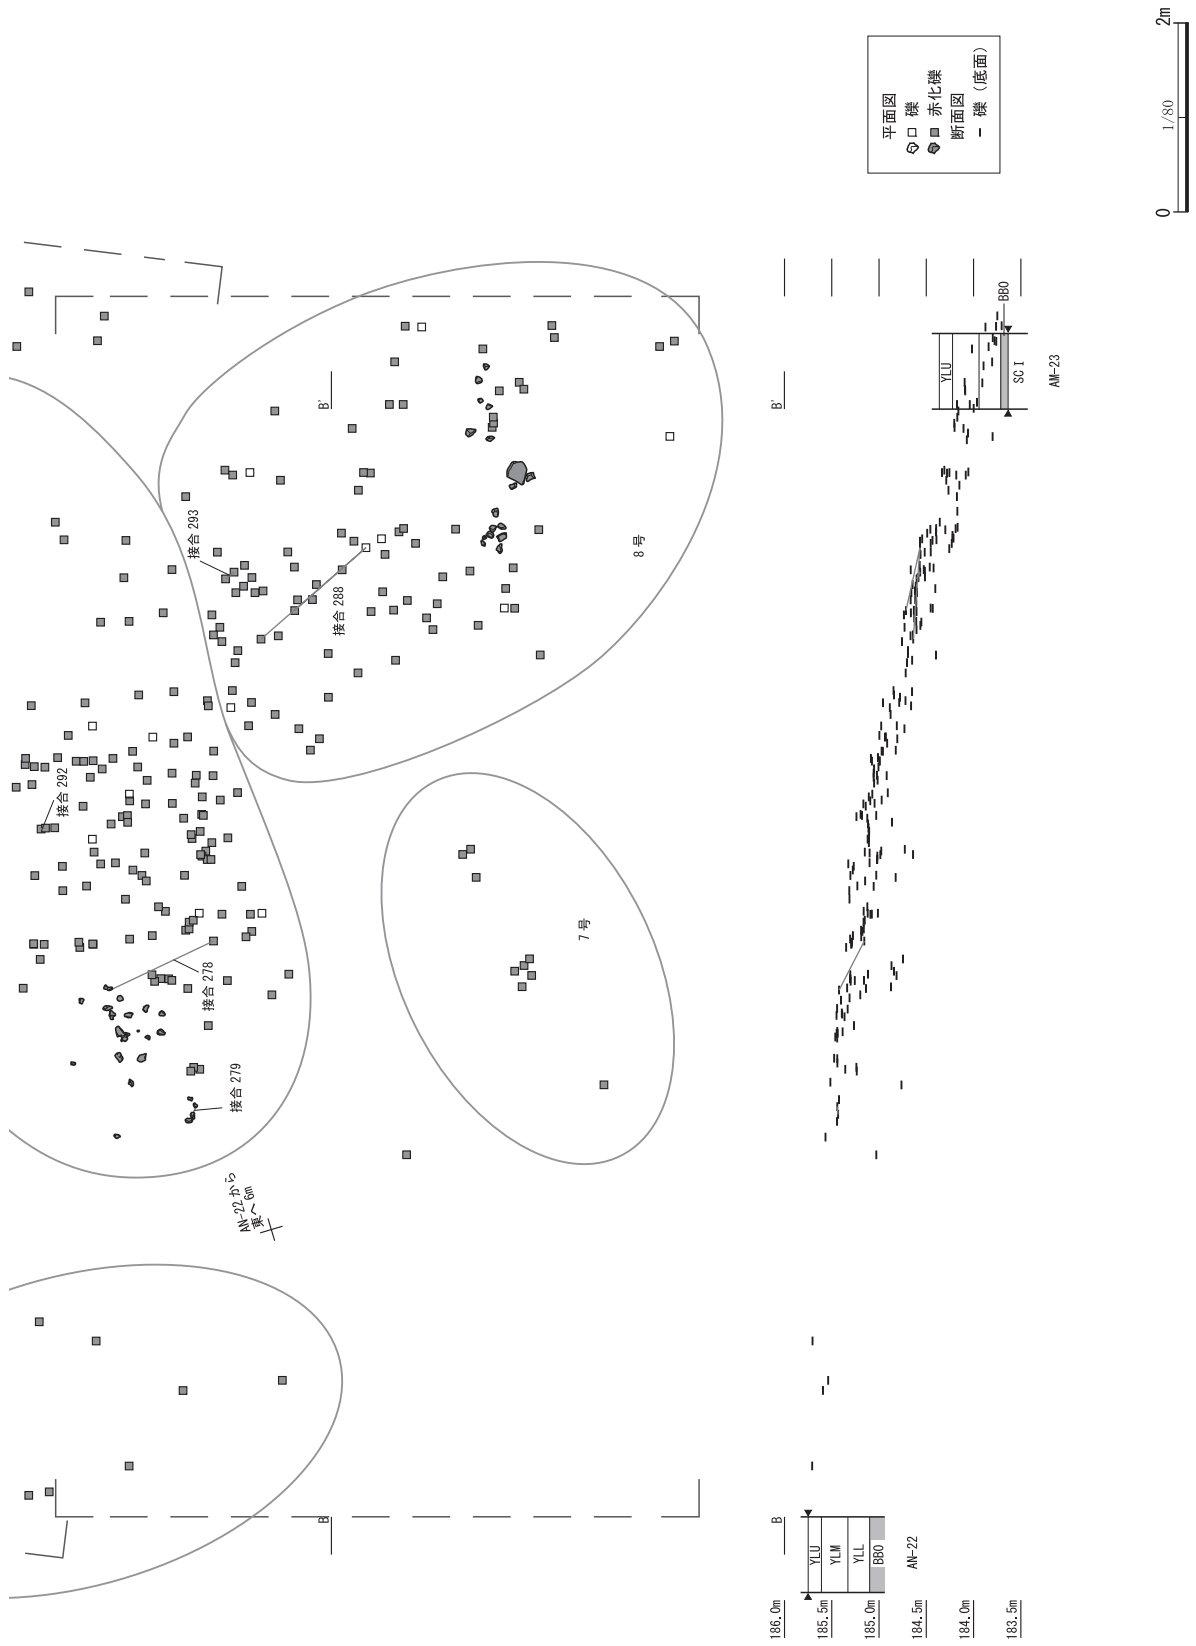 平面図
礫
赤化礫
断面図
礫 (底面)
0
1/80
2m
接合 293
接合 288
接合 292
接合 278
接合 279
8号
7号
AN-22から
東へ6m
B
B'
B
B'
186.0m
185.5m
185.0m
184.5m
184.0m
183.5m
YLU
YLM
YLL
BBO
AN-22
YLU
SC I
BBO
AM-23